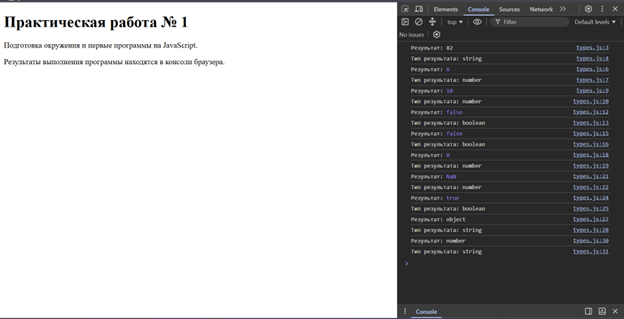 Практическая работа № 1
Подготовка окружения и первые программы на JavaScript.
Результаты выполнения программы находятся в консоли браузера.
Elements Console Sources Network
top Filter Default levels
No issues
Результат: 82 types.js:3
Тип результата: string types.js:4
Результат: 6 types.js:6
Тип результата: number types.js:7
Результат: 10 types.js:9
Тип результата: number types.js:10
Результат: false types.js:12
Тип результата: boolean types.js:13
Результат: false types.js:15
Тип результата: boolean types.js:16
Результат: 0 types.js:18
Тип результата: number types.js:19
Результат: NaN types.js:21
Тип результата: number types.js:22
Результат: true types.js:24
Тип результата: boolean types.js:25
Результат: object types.js:27
Тип результата: string types.js:28
Результат: number types.js:30
Тип результата: string types.js:31
Console